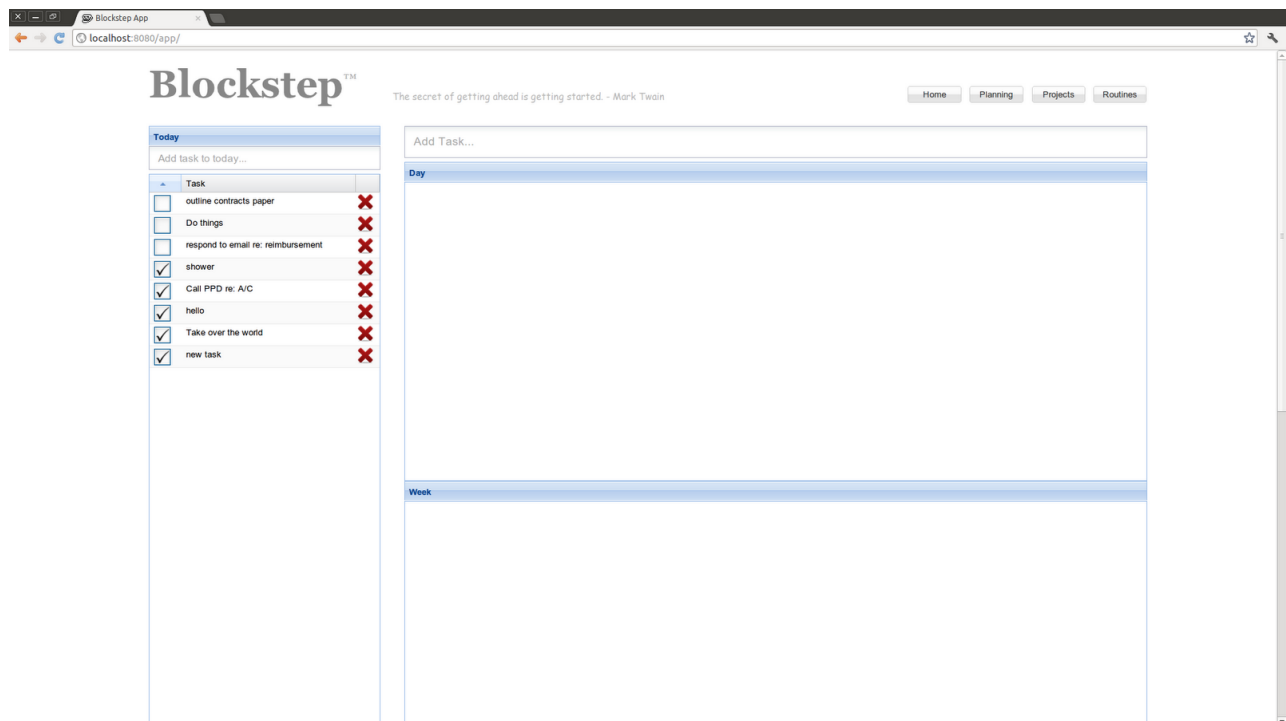 Blockstep App
localhost:8080/app/
Blockstep™
The secret of getting ahead is getting started. - Mark Twain
Home
Planning
Projects
Routines
Today
Add task to today...
Task
outline contracts paper
Do things
respond to email re: reimbursement
shower
Call PPD re: A/C
hello
Take over the world
new task
Add Task...
Day
Week